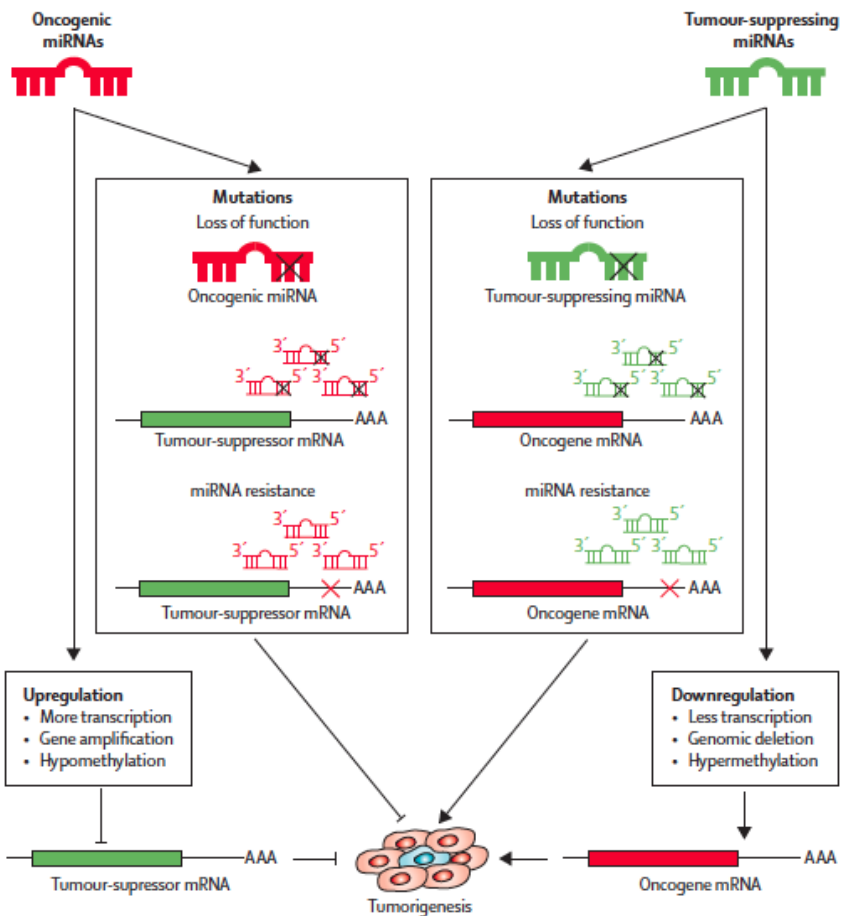 Oncogenic
miRNAs
Tumour-suppressing
miRNAs
Mutations
Loss of function
Oncogenic miRNA
3´ 5´
3´ 5´ 3´ 5´
AAA
Tumour-suppressor mRNA
miRNA resistance
3´ 5´
3´ 5´ 3´ 5´
AAA
Tumour-suppressor mRNA
Mutations
Loss of function
Tumour-suppressing miRNA
3´ 5´
3´ 5´ 3´ 5´
AAA
Oncogene mRNA
miRNA resistance
3´ 5´
3´ 5´ 3´ 5´
AAA
Oncogene mRNA
Upregulation
• More transcription
• Gene amplification
• Hypomethylation
Downregulation
• Less transcription
• Genomic deletion
• Hypermethylation
AAA
Tumour-supressor mRNA
Tumorigenesis
AAA
Oncogene mRNA